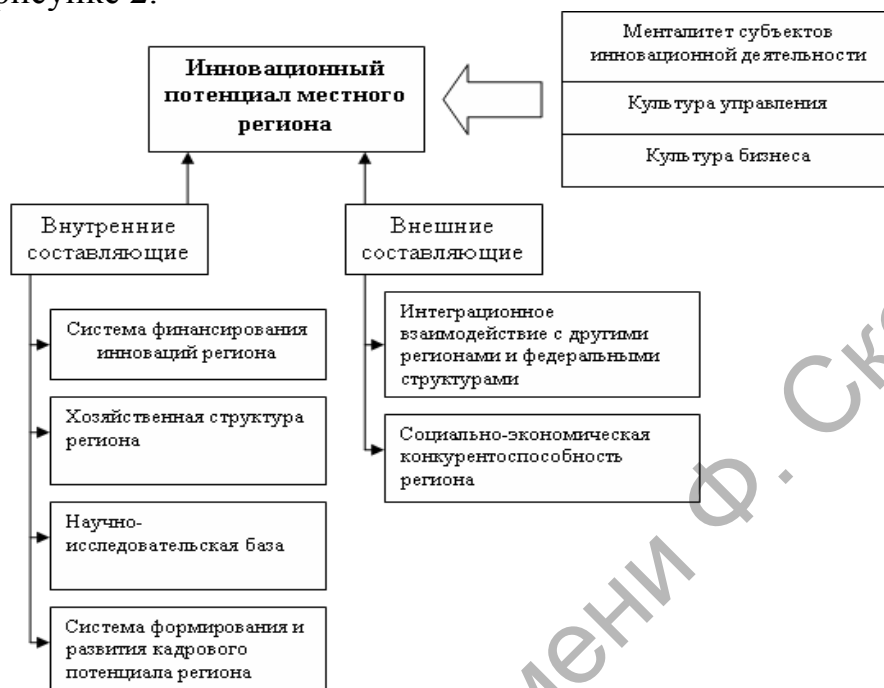 рисунке 2.
Менталитет субъектов
инновационной деятельности
Культура управления
Культура бизнеса
Инновационный
потенциал местного
региона
Внутренние
составляющие
Внешние
составляющие
Система финансирования
инноваций региона
Хозяйственная структура
региона
Научно-
исследовательская база
Система формирования и
развития кадрового
потенциала региона
Интеграционное
взаимодействие с другими
регионами и федеральными
структурами
Социально-экономическая
конкурентоспособность
региона
мени Ф. Ско